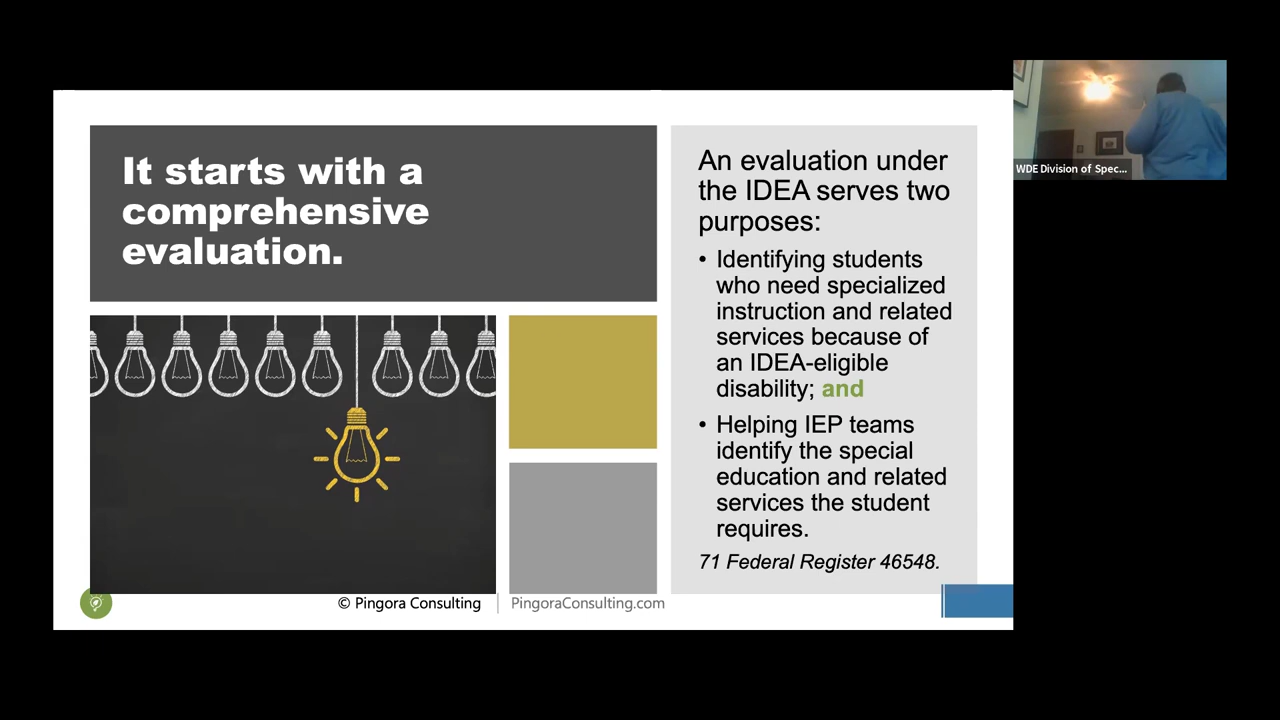 It starts with a
comprehensive
evaluation.
An evaluation under
the IDEA serves two
purposes:
• Identifying students
who need specialized
instruction and related
services because of
an IDEA-eligible
disability; and
• Helping IEP teams
identify the special
education and related
services the student
requires.
71 Federal Register 46548.
© Pingora Consulting
PingoraConsulting.com
WDE Division of Spec...